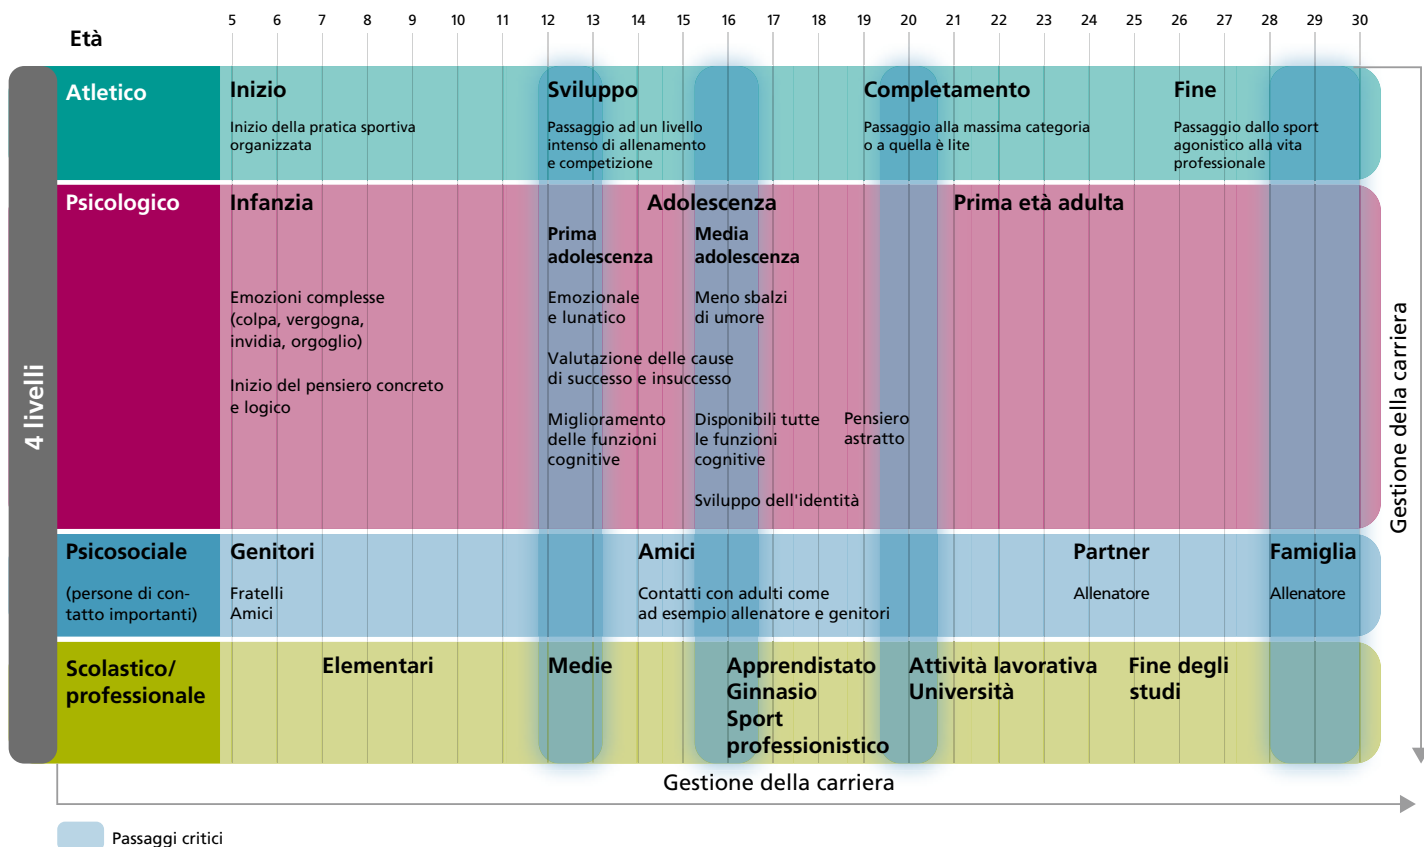 Età
5 6 7 8 9 10 11 12 13 14 15 16 17 18 19 20 21 22 23 24 25 26 27 28 29 30
4 livelli
Atletico
Inizio
Inizio della pratica sportiva
organizzata
Sviluppo
Passaggio ad un livello
intenso di allenamento
e competizione
Completamento
Passaggio alla massima categoria
o a quella è lite
Fine
Passaggio dallo sport
agonistico alla vita
professionale
Psicologico
Infanzia
Emozioni complesse
(colpa, vergogna,
invidia, orgoglio)
Inizio del pensiero concreto
e logico
Adolescenza
Prima
adolescenza
Emozionale
e lunatico
Valutazione delle cause
di successo e insuccesso
Miglioramento
delle funzioni
cognitive
Media
adolescenza
Meno sbalzi
di umore
Disponibili tutte
le funzioni
cognitive
Sviluppo dell'identità
Pensiero
astratto
Prima età adulta
Psicosociale
(persone di con-
tatto importanti)
Genitori
Fratelli
Amici
Amici
Contatti con adulti come
ad esempio allenatore e genitori
Partner
Allenatore
Famiglia
Allenatore
Scolastico/
professionale
Elementari
Medie
Apprendistato
Ginnasio
Sport
professionistico
Attività lavorativa
Università
Fine degli
studi
Gestione della carriera
Gestione della carriera
Passaggi critici